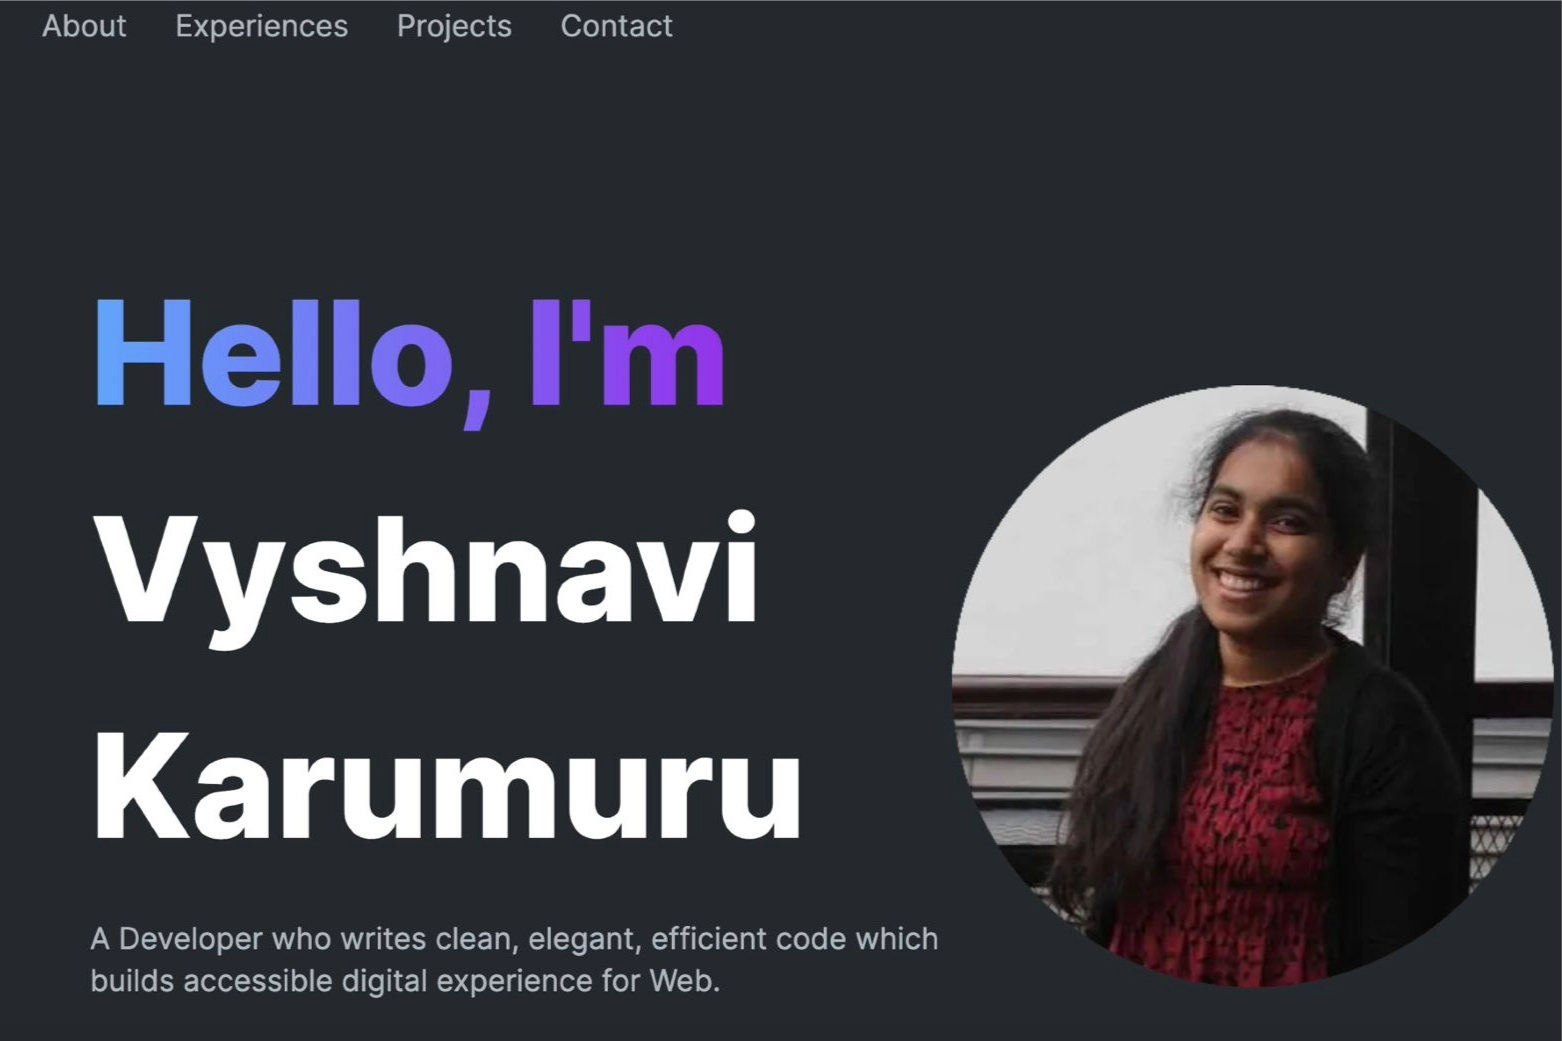 About Experiences Projects Contact
Hello, I'm
Vyshnavi
Karumuru
A Developer who writes clean, elegant, efficient code which
builds accessible digital experience for Web.